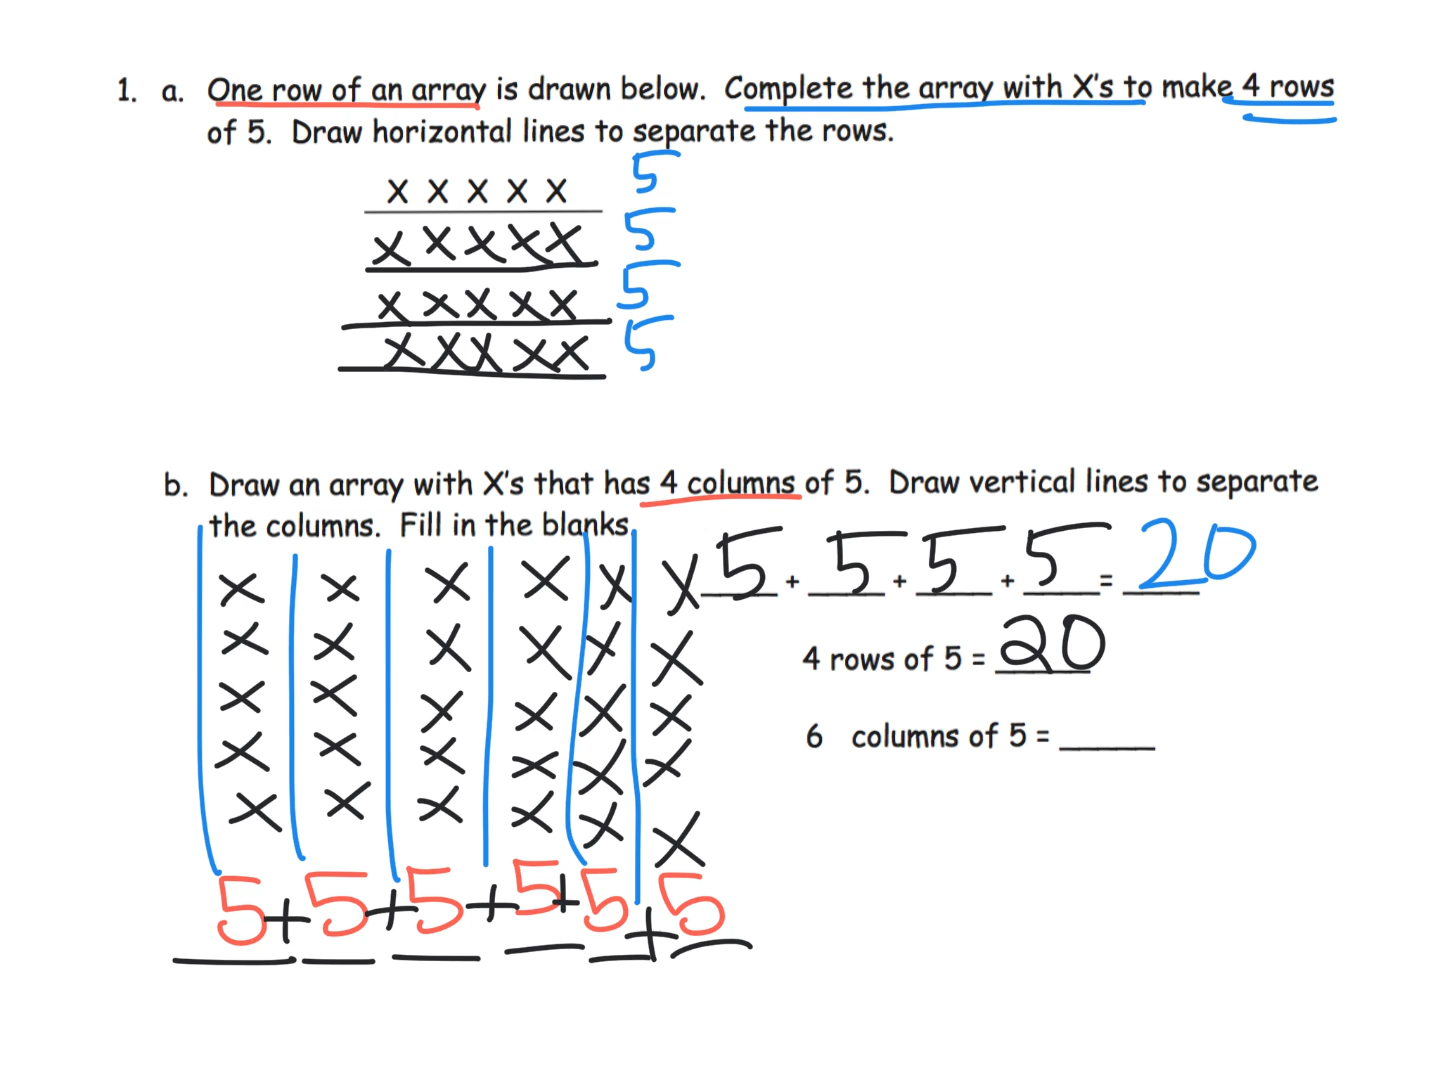 1. a. One row of an array is drawn below. Complete the array with X's to make 4 rows
of 5. Draw horizontal lines to separate the rows.
X X X X X 5
X X X X X 5
X X X X X 5
X X X X X 5
b. Draw an array with X's that has 4 columns of 5. Draw vertical lines to separate
the columns. Fill in the blanks.
X X X X X X 5 + 5 + 5 + 5 = 20
X X X X X X 4 rows of 5 = 20
X X X X X X
X X X X X X 6 columns of 5 = ____
X X X X X X
5 + 5 + 5 + 5 + 5 + 5